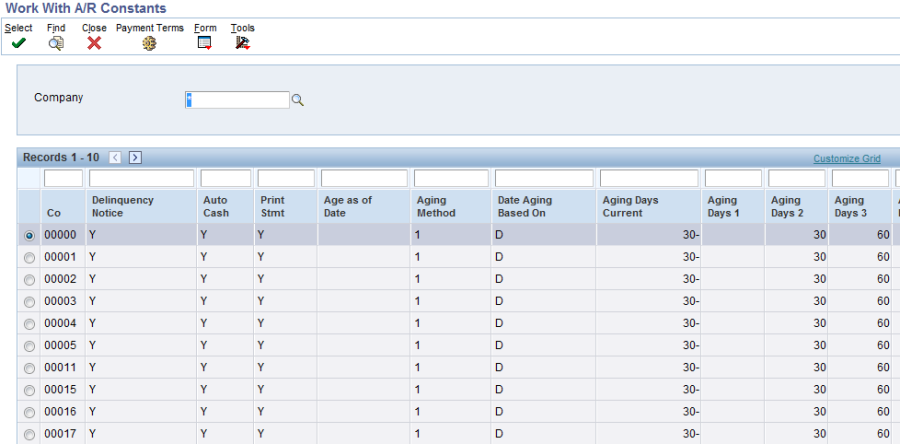 Work With A/R Constants
Select Find Close Payment Terms Form Tools
Company *
Records 1 - 10 Customize Grid
Co Delinquency Notice Auto Cash Print Stmt Age as of Date Aging Method Date Aging Based On Aging Days Current Aging Days 1 Aging Days 2 Aging Days 3
00000 Y Y Y 1 D 30- 30 60
00001 Y Y Y 1 D 30- 30 60
00002 Y Y Y 1 D 30- 30 60
00003 Y Y Y 1 D 30- 30 60
00004 Y Y Y 1 D 30- 30 60
00005 Y Y Y 1 D 30- 30 60
00011 Y Y Y 1 D 30- 30 60
00015 Y Y Y 1 D 30- 30 60
00016 Y Y Y 1 D 30- 30 60
00017 Y Y Y 1 D 30- 30 60